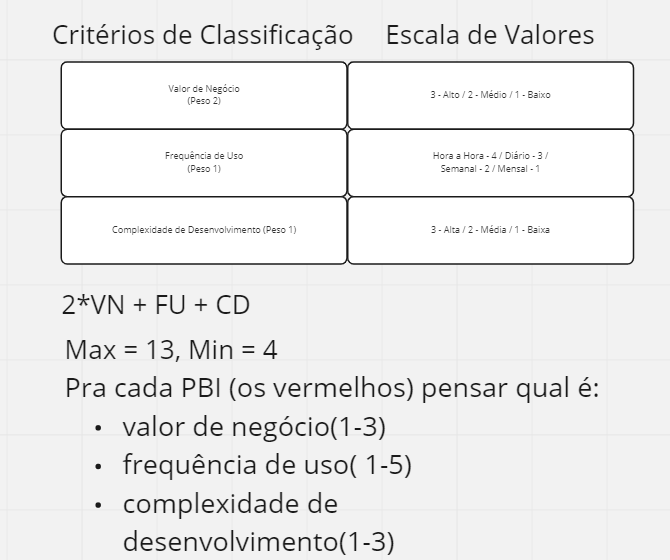 Critérios de Classificação Escala de Valores
Valor de Negócio
(Peso 2)
3 - Alto / 2 - Médio / 1 - Baixo
Frequência de Uso
(Peso 1)
Hora a Hora - 4 / Diário - 3 /
Semanal - 2 / Mensal - 1
Complexidade de Desenvolvimento (Peso 1)
3 - Alta / 2 - Média / 1 - Baixa
2*VN + FU + CD
Max = 13, Min = 4
Pra cada PBI (os vermelhos) pensar qual é:
• valor de negócio(1-3)
• frequência de uso( 1-5)
• complexidade de
desenvolvimento(1-3)